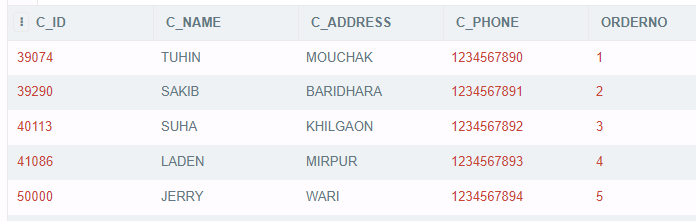 C_ID C_NAME C_ADDRESS C_PHONE ORDERNO
39074 TUHIN MOUCHAK 1234567890 1
39290 SAKIB BARIDHARA 1234567891 2
40113 SUHA KHILGAON 1234567892 3
41086 LADEN MIRPUR 1234567893 4
50000 JERRY WARI 1234567894 5